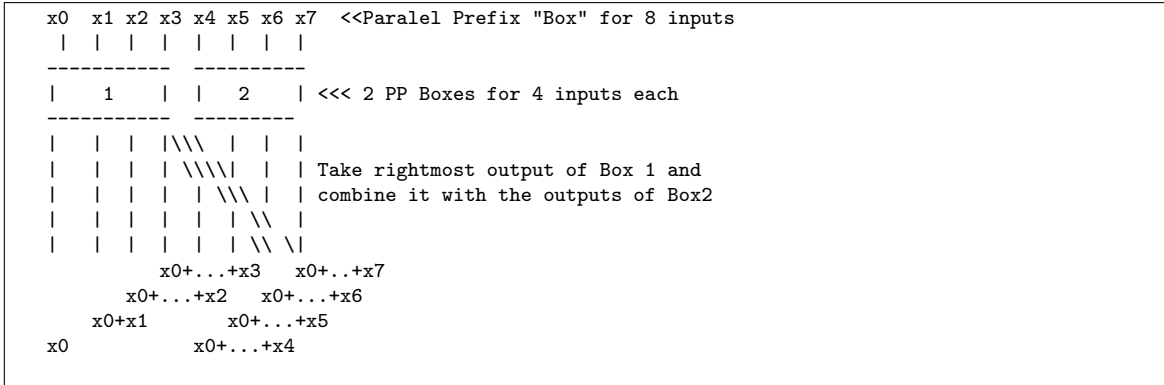 x0  x1 x2 x3 x4 x5 x6 x7  <<Paralel Prefix "Box" for 8 inputs
 |  |  |  |  |  |  |  |
-----------  ----------
|    1    |  |   2    | <<< 2 PP Boxes for 4 inputs each
-----------  ---------
|   |  |  |\\\  |  |  |
|   |  |  | \\\\|  |  | Take rightmost output of Box 1 and
|   |  |  |  | \\\ |  | combine it with the outputs of Box2
|   |  |  |  |  | \\  |
|   |  |  |  |  | \\ \|
          x0+...+x3   x0+..+x7
       x0+...+x2   x0+...+x6
    x0+x1       x0+...+x5
x0           x0+...+x4